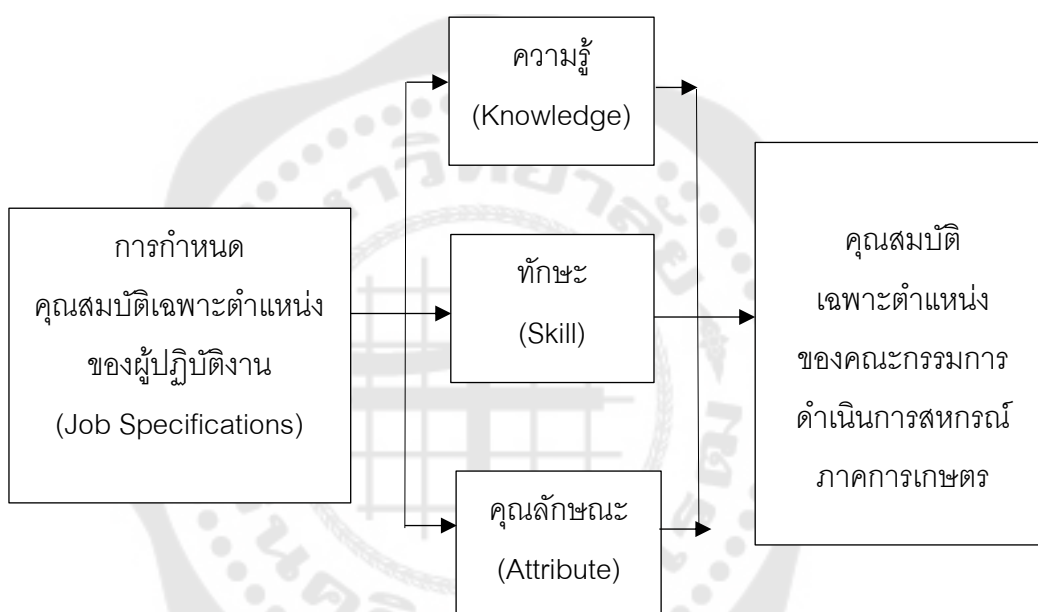 การกำหนด
คุณสมบัติเฉพาะตำแหน่ง
ของผู้ปฏิบัติงาน
(Job Specifications)
ความรู้
(Knowledge)
ทักษะ
(Skill)
คุณลักษณะ
(Attribute)
คุณสมบัติ
เฉพาะตำแหน่ง
ของคณะกรรมการ
ดำเนินการสหกรณ์
ภาคการเกษตร